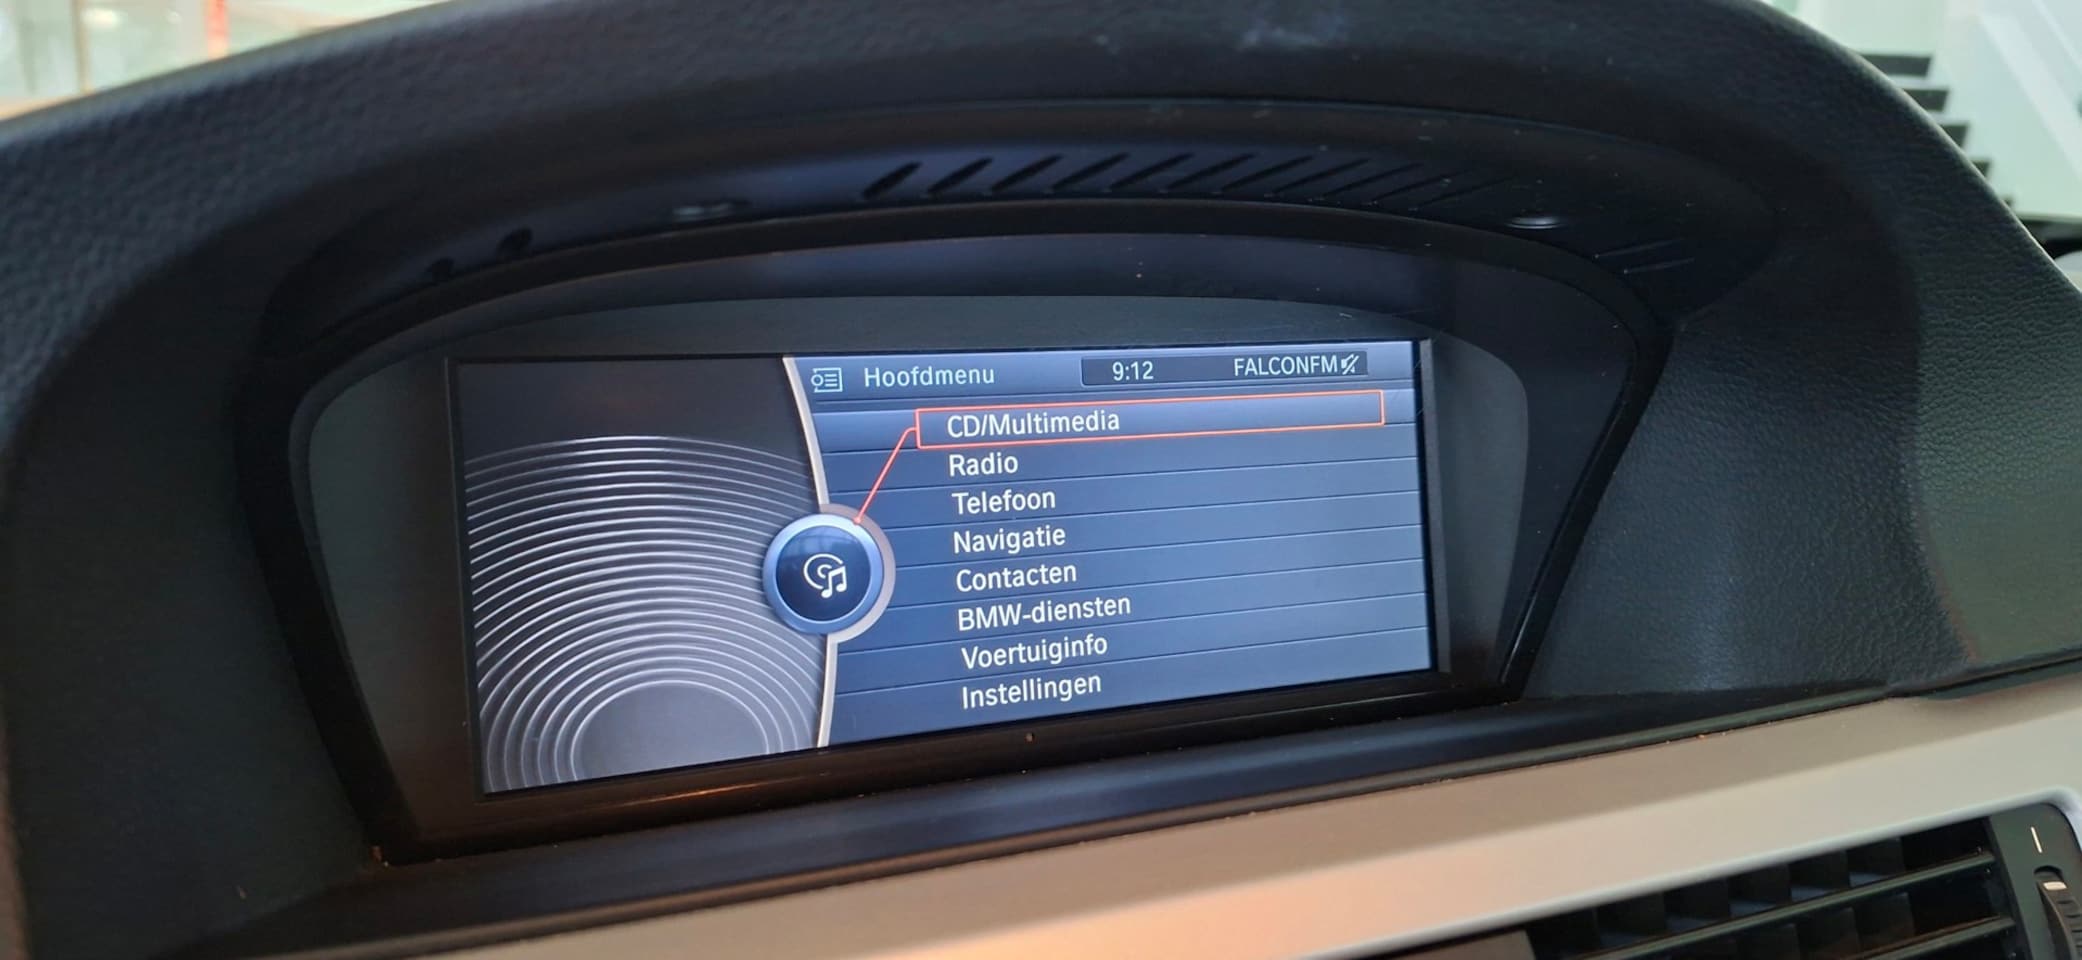 Hoofdmenu 9:12 FALCONFM
CD/Multimedia
Radio
Telefoon
Navigatie
Contacten
BMW-diensten
Voertuiginfo
Instellingen